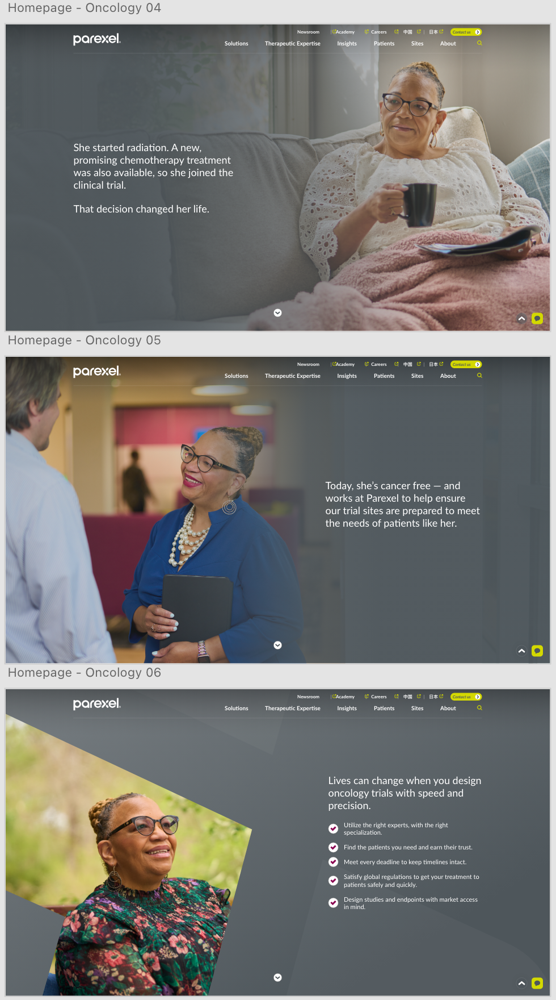 Homepage - Oncology 04
parexel.
Newsroom | Academy Careers 中国 | 日本 Contact us
Solutions Therapeutic Expertise Insights Patients Sites About
She started radiation. A new,
promising chemotherapy treatment
was also available, so she joined the
clinical trial.
That decision changed her life.
Homepage - Oncology 05
parexel.
Newsroom | Academy Careers 中国 | 日本 Contact us
Solutions Therapeutic Expertise Insights Patients Sites About
Today, she's cancer free — and
works at Parexel to help ensure
our trial sites are prepared to meet
the needs of patients like her.
Homepage - Oncology 06
parexel.
Newsroom | Academy Careers 中国 | 日本 Contact us
Solutions Therapeutic Expertise Insights Patients Sites About
Lives can change when you design
oncology trials with speed and
precision.
Utilize the right experts, with the right
specialization.
Find the patients you need and earn their trust.
Meet every deadline to keep timelines intact.
Satisfy global regulations to get your treatment to
patients safely and quickly.
Design studies and endpoints with market access
in mind.